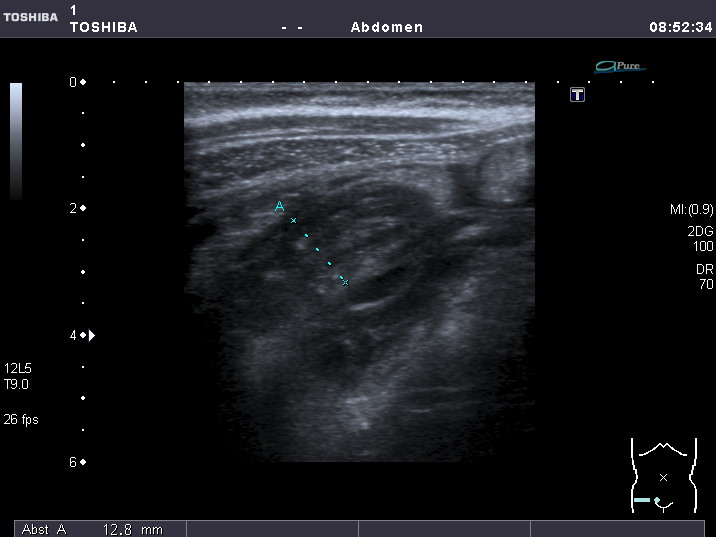 TOSHIBA
1
TOSHIBA - - Abdomen 08:52:34
Pure
T
0
2
4
6
A
MI:(0.9)
2DG
100
DR
70
12L5
T9.0
26 fps
Abst A 12.8 mm